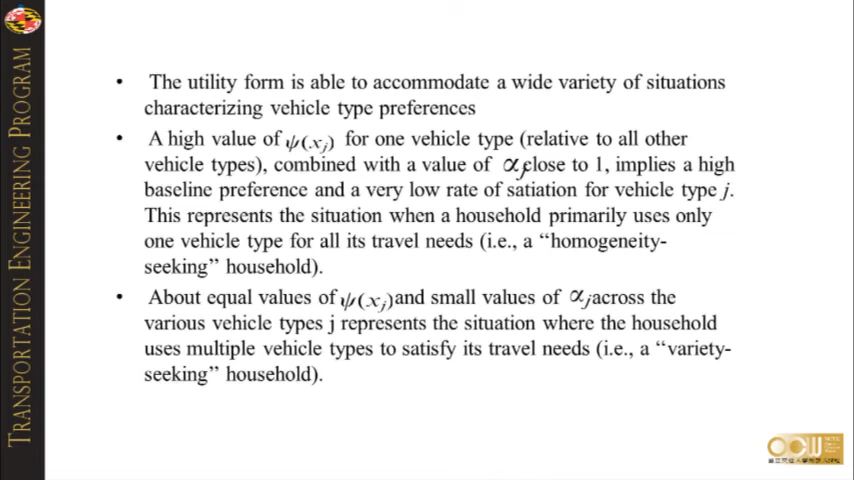 TRANSPORTATION ENGINEERING PROGRAM
• The utility form is able to accommodate a wide variety of situations
characterizing vehicle type preferences
• A high value of ψ(x_j) for one vehicle type (relative to all other
vehicle types), combined with a value of α_j close to 1, implies a high
baseline preference and a very low rate of satiation for vehicle type j.
This represents the situation when a household primarily uses only
one vehicle type for all its travel needs (i.e., a “homogeneity-
seeking” household).
• About equal values of ψ(x_j) and small values of α_j across the
various vehicle types j represents the situation where the household
uses multiple vehicle types to satisfy its travel needs (i.e., a “variety-
seeking” household).
OCW